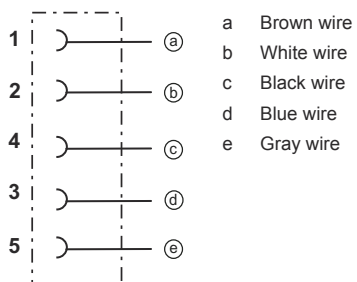 1 a
2 b
4 c
3 d
5 e
a Brown wire
b White wire
c Black wire
d Blue wire
e Gray wire